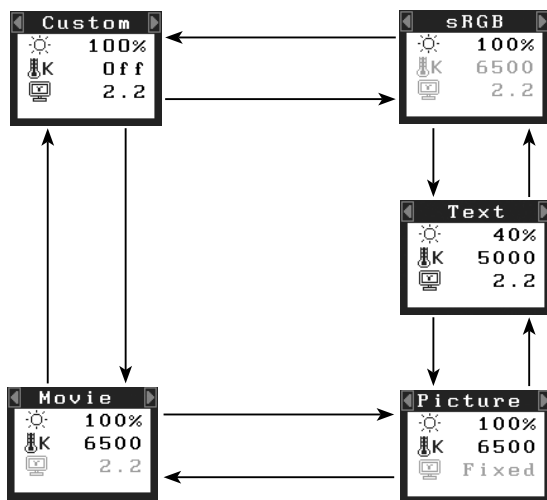 Custom
100%
K Off
2.2
sRGB
100%
K 6500
2.2
Text
40%
K 5000
2.2
Movie
100%
K 6500
2.2
Picture
100%
K 6500
Fixed